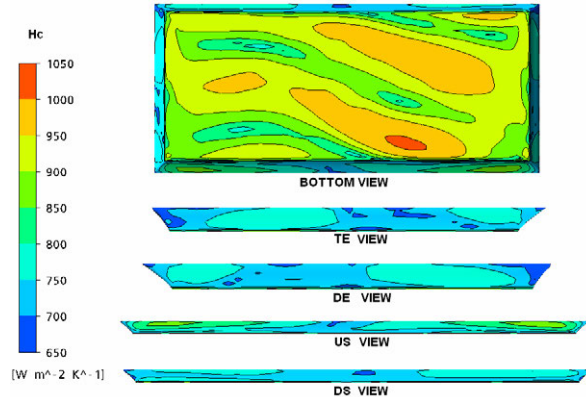 Hc
1050
1000
950
900
850
800
750
700
650
[W m^-2 K^-1]
BOTTOM VIEW
TE VIEW
DE VIEW
US VIEW
DS VIEW